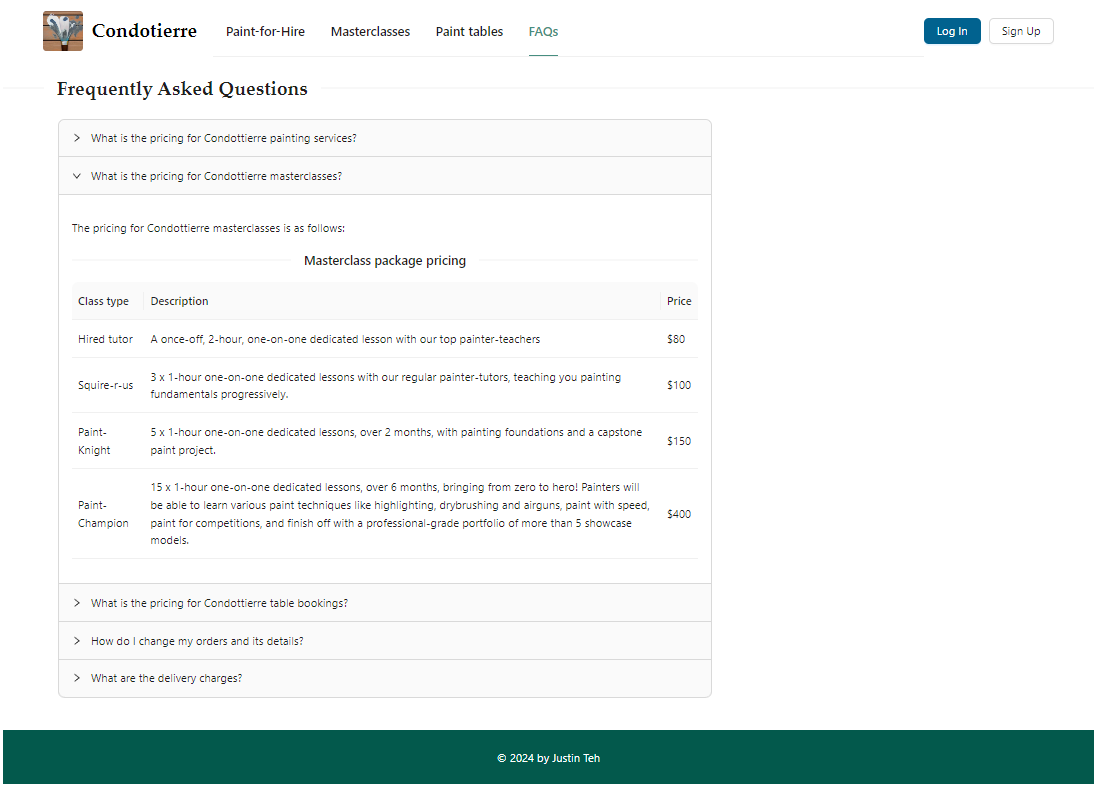 Condotierre
Paint-for-Hire
Masterclasses
Paint tables
FAQs
Log In
Sign Up
Frequently Asked Questions
What is the pricing for Condottierre painting services?
What is the pricing for Condottierre masterclasses?
The pricing for Condottierre masterclasses is as follows:
Masterclass package pricing
Class type Description Price
Hired tutor A once-off, 2-hour, one-on-one dedicated lesson with our top painter-teachers $80
Squire-r-us 3 x 1-hour one-on-one dedicated lessons with our regular painter-tutors, teaching you painting
fundamentals progressively. $100
Paint-
Knight
5 x 1-hour one-on-one dedicated lessons, over 2 months, with painting foundations and a capstone
paint project.
$150
Paint-
Champion
15 x 1-hour one-on-one dedicated lessons, over 6 months, bringing from zero to hero! Painters will
be able to learn various paint techniques like highlighting, drybrushing and airguns, paint with speed,
paint for competitions, and finish off with a professional-grade portfolio of more than 5 showcase
models.
$400
What is the pricing for Condottierre table bookings?
How do I change my orders and its details?
What are the delivery charges?
© 2024 by Justin Teh